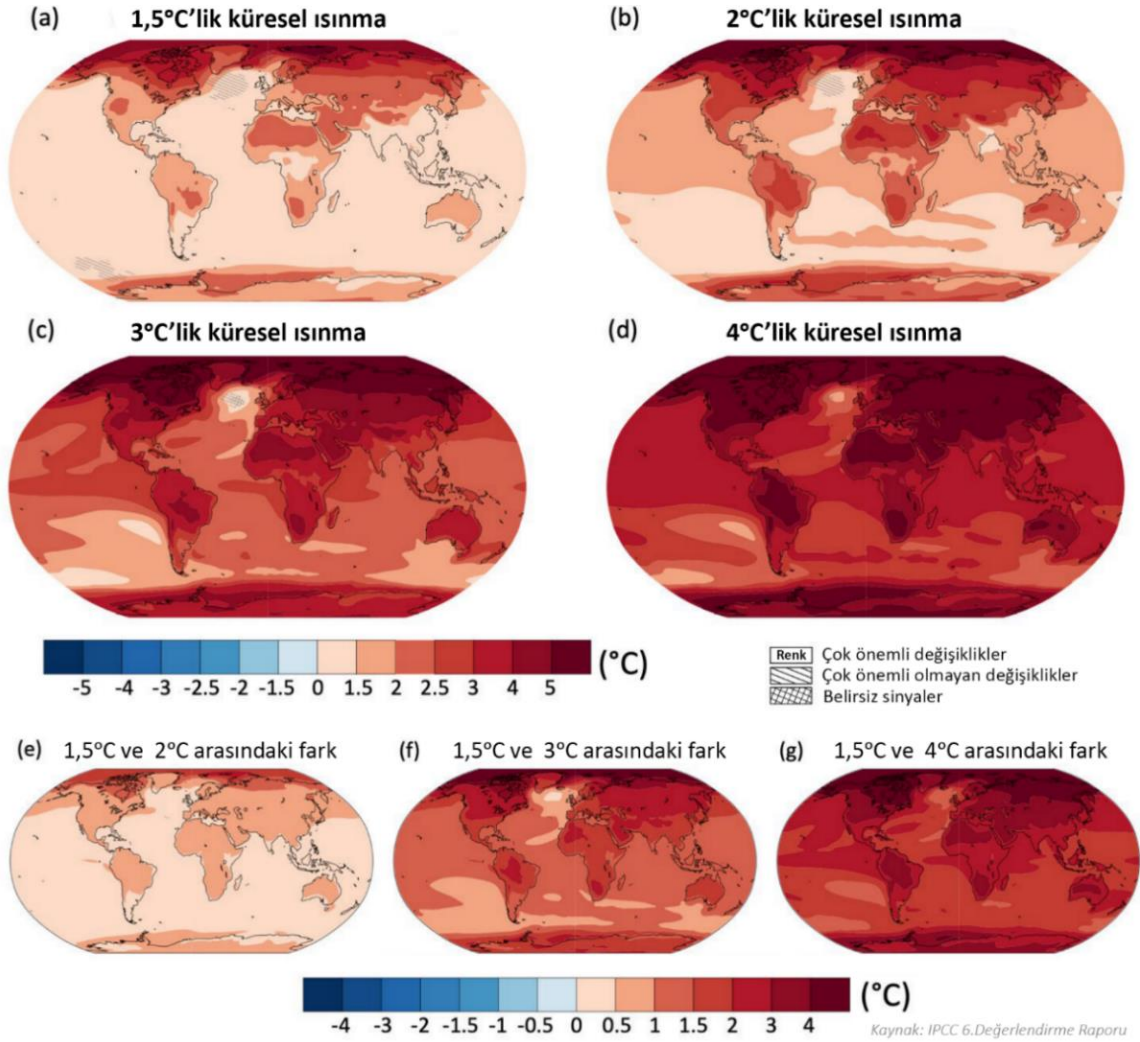 (a) 1,5°C'lik küresel ısınma
(b) 2°C'lik küresel ısınma
(c) 3°C'lik küresel ısınma
(d) 4°C'lik küresel ısınma
-5 -4 -3 -2.5 -2 -1.5 0 1.5 2 2.5 3 4 5 (°C)
Renk Çok önemli değişiklikler
Çok önemli olmayan değişiklikler
Belirsiz sinyaler
(e) 1,5°C ve 2°C arasındaki fark
(f) 1,5°C ve 3°C arasındaki fark
(g) 1,5°C ve 4°C arasındaki fark
-4 -3 -2 -1.5 -1 -0.5 0 0.5 1 1.5 2 3 4 (°C)
Kaynak: IPCC 6.Değerlendirme Raporu